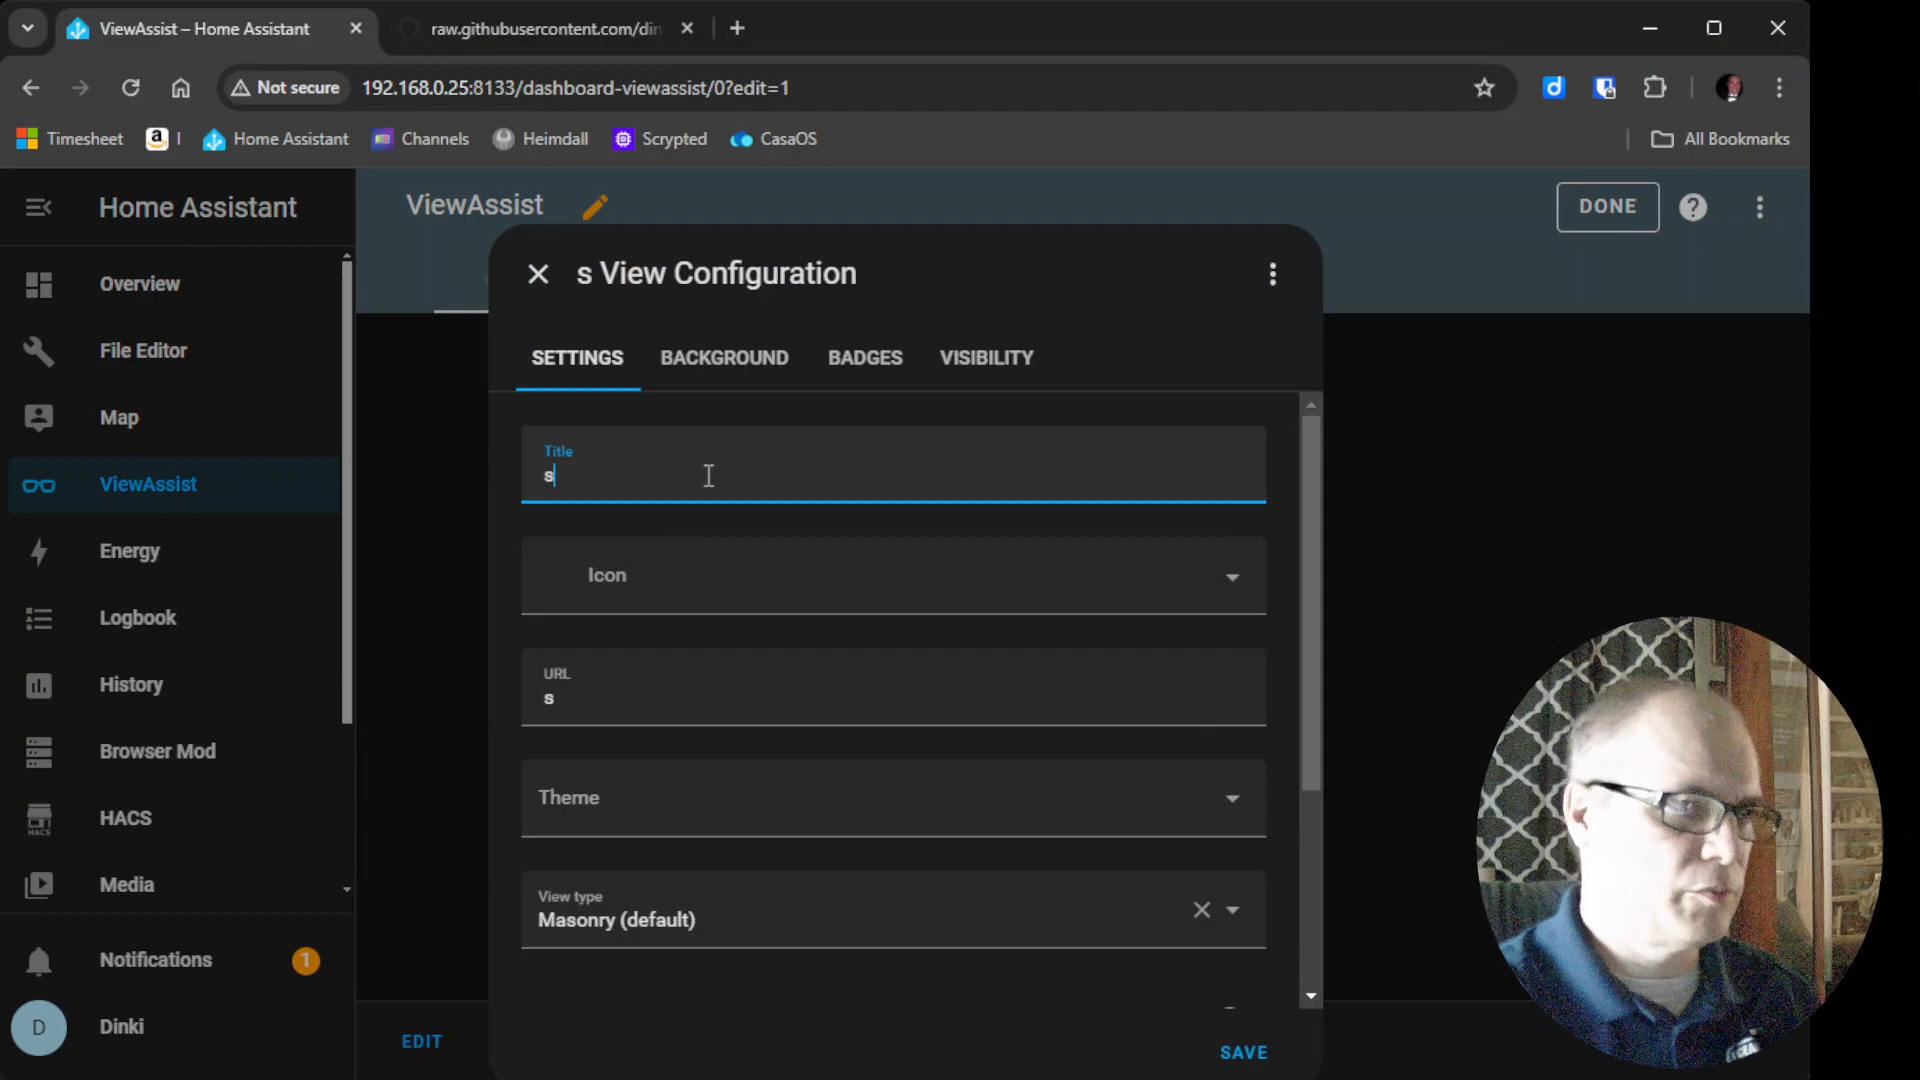 ViewAssist – Home Assistant
raw.githubusercontent.com/din
Not secure
192.168.0.25:8133/dashboard-viewassist/0?edit=1
Timesheet
I
Home Assistant
Channels
Heimdall
Scrypted
CasaOS
All Bookmarks
Home Assistant
ViewAssist
DONE
s View Configuration
SETTINGS
BACKGROUND
BADGES
VISIBILITY
Overview
File Editor
Map
ViewAssist
Energy
Logbook
History
Browser Mod
HACS
HACS
Media
Notifications
1
D
Dinki
Title
s
Icon
URL
s
Theme
View type
Masonry (default)
EDIT
SAVE